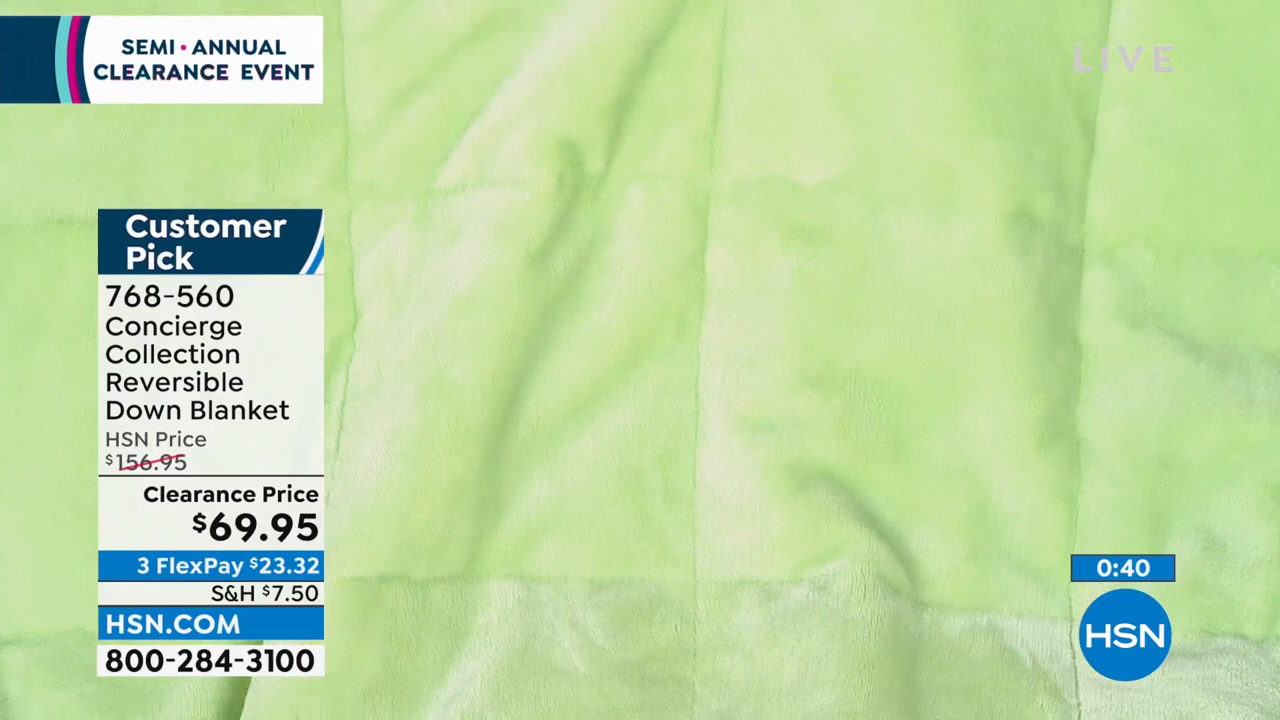 SEMI • ANNUAL
CLEARANCE EVENT
LIVE
Customer
Pick
768-560
Concierge
Collection
Reversible
Down Blanket
HSN Price
$156.95
Clearance Price
$69.95
3 FlexPay $23.32
S&H $7.50
HSN.COM
800-284-3100
0:40
HSN